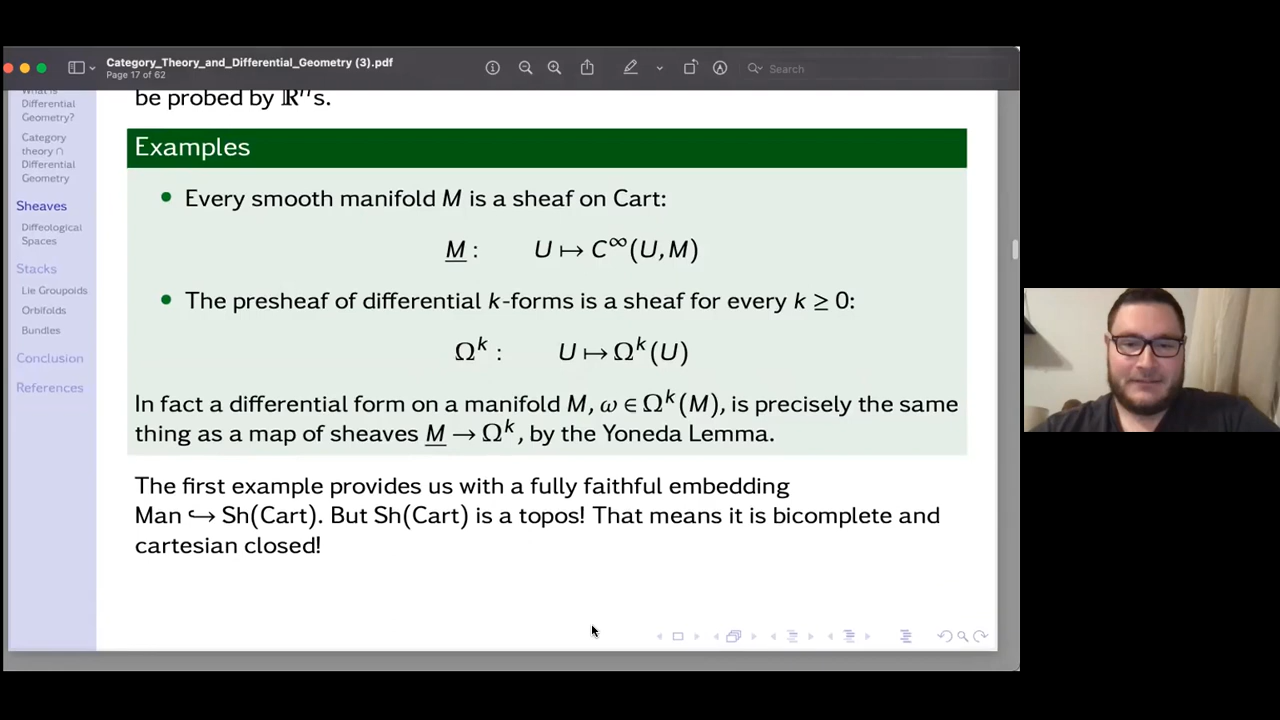 Category_Theory_and_Differential_Geometry (3).pdf
Page 17 of 62
Search
What is
Differential
Geometry?
Category
theory ∩
Differential
Geometry
Sheaves
Diffeological
Spaces
Stacks
Lie Groupoids
Orbifolds
Bundles
Conclusion
References
be probed by ℝⁿs.
Examples
• Every smooth manifold M is a sheaf on Cart:
M : U ↦ C∞(U, M)
• The presheaf of differential k-forms is a sheaf for every k ≥ 0:
Ωᵏ : U ↦ Ωᵏ(U)
In fact a differential form on a manifold M, ω ∈ Ωᵏ(M), is precisely the same
thing as a map of sheaves M → Ωᵏ, by the Yoneda Lemma.
The first example provides us with a fully faithful embedding
Man ↪ Sh(Cart). But Sh(Cart) is a topos! That means it is bicomplete and
cartesian closed!